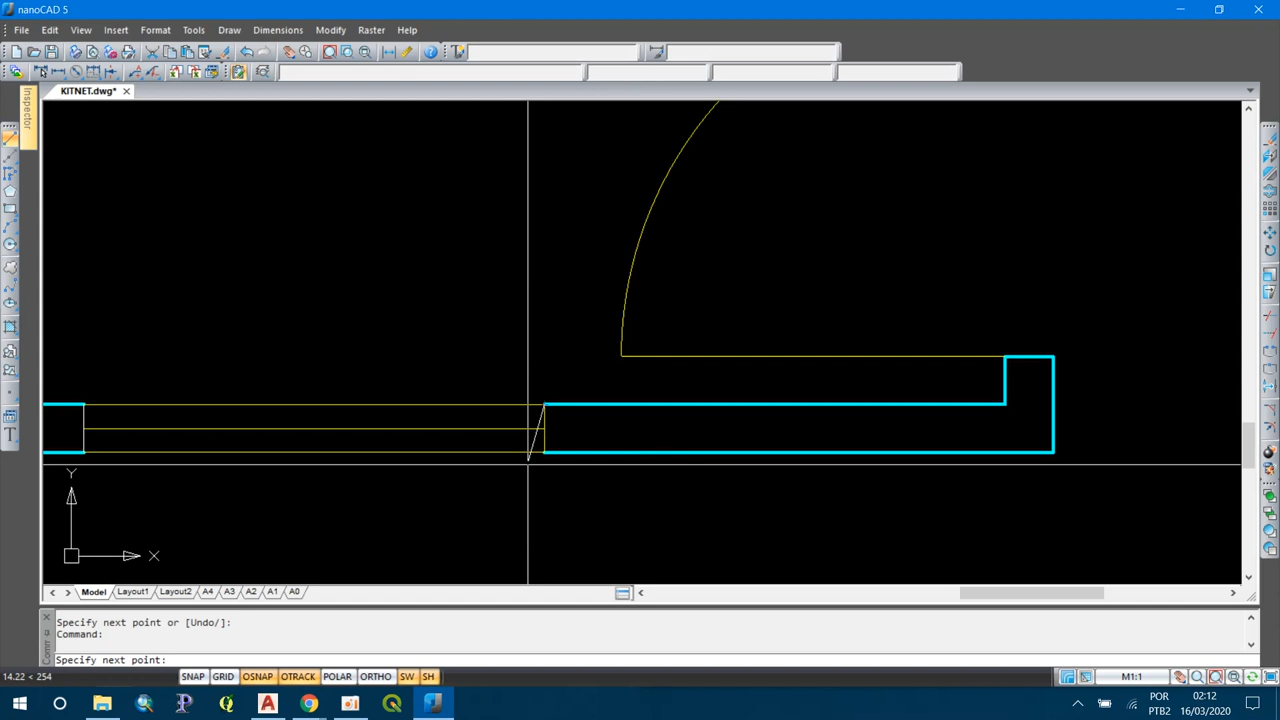 nanoCAD 5
File Edit View Insert Format Tools Draw Dimensions Modify Raster Help
KITNET.dwg*
Inspector
Y
X
Model Layout1 Layout2 A4 A3 A2 A1 A0
Specify next point or [Undo/]:
Command:
Specify next point:
14.22 < 254 SNAP GRID OSNAP OTRACK POLAR ORTHO SW SH M1:1
POR 02:12
PTB2 16/03/2020